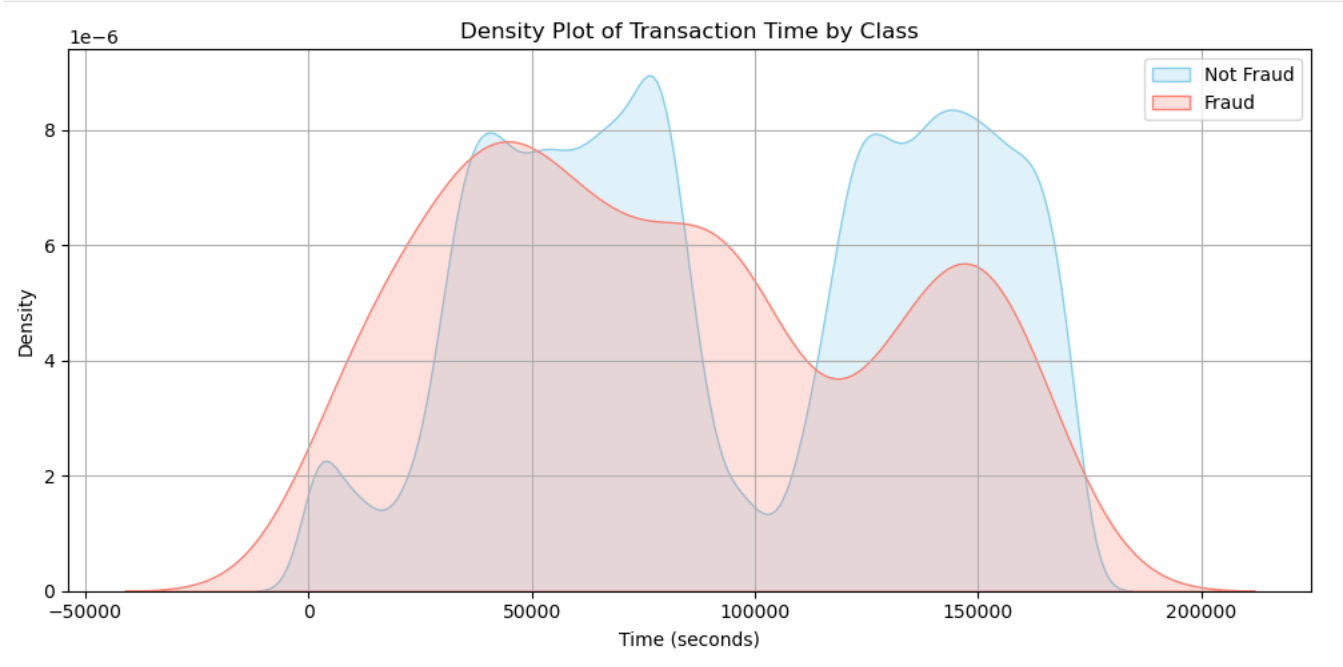 Density Plot of Transaction Time by Class
1e−6
Not Fraud
Fraud
8
6
4
2
0
Density
−50000 0 50000 100000 150000 200000
Time (seconds)